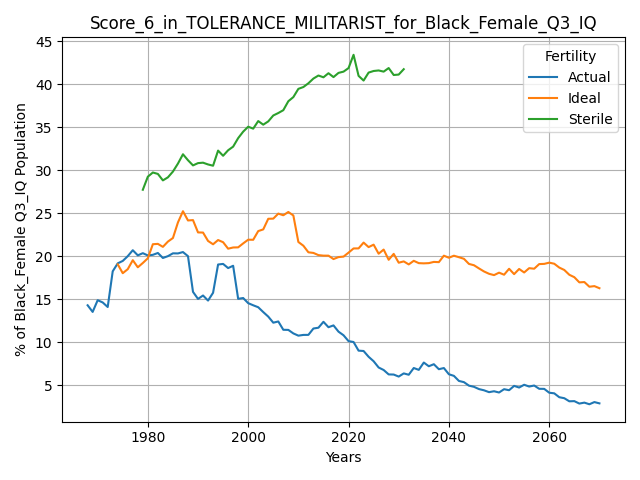 Score_6_in_TOLERANCE_MILITARIST_for_Black_Female_Q3_IQ
% of Black_Female Q3_IQ Population
45
40
35
30
25
20
15
10
5
Fertility
Actual
Ideal
Sterile
1980
2000
2020
2040
2060
Years